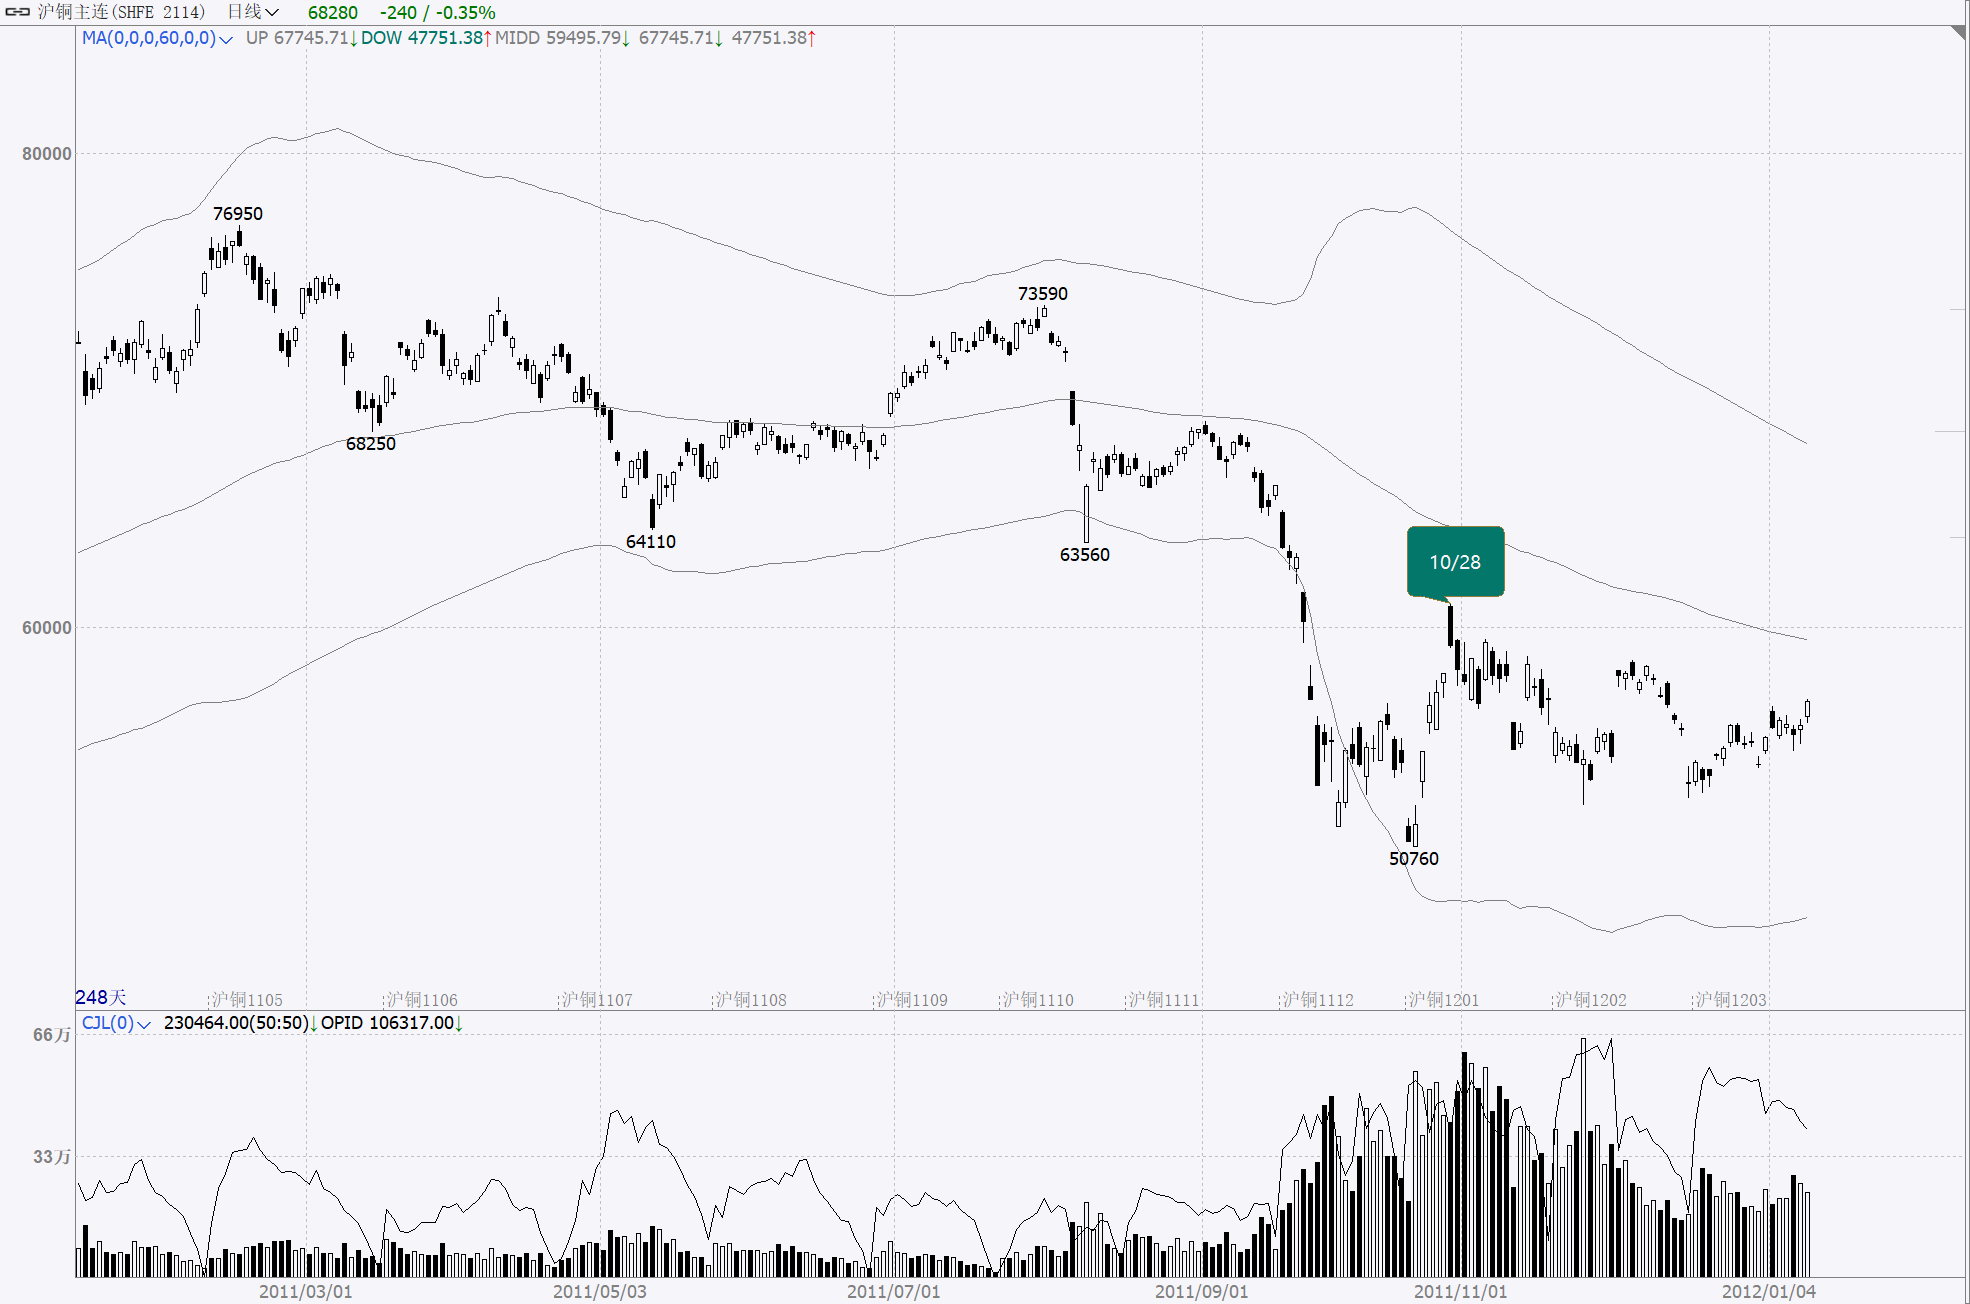 沪铜主连(SHFE 2114) 日线 68280 -240 / -0.35%
MA(0,0,0,60,0,0) UP 67745.71↓DOW 47751.38↑MIDD 59495.79↓ 67745.71↓ 47751.38↑
80000
76950
73590
68250
64110
63560
10/28
60000
50760
248天 沪铜1105 沪铜1106 沪铜1107 沪铜1108 沪铜1109 沪铜1110 沪铜1111 沪铜1112 沪铜1201 沪铜1202 沪铜1203
CJL(0) 230464.00(50:50)↓OPID 106317.00↓
66万
33万
2011/03/01 2011/05/03 2011/07/01 2011/09/01 2011/11/01 2012/01/04